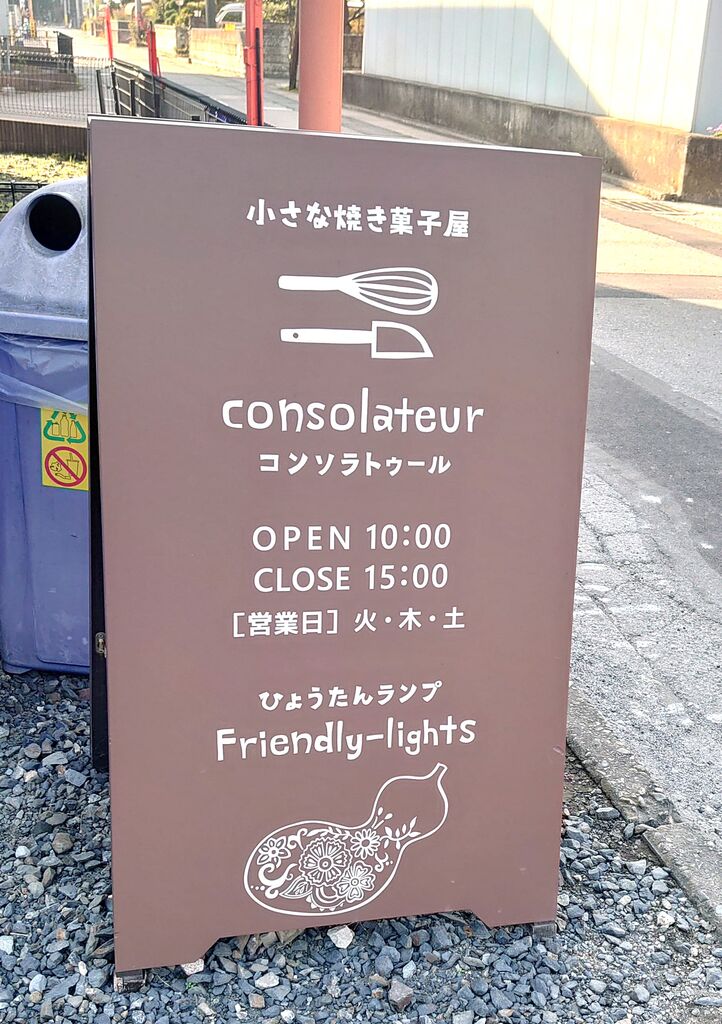 小さな焼き菓子屋
consolateur
コンソラトゥール
OPEN 10:00
CLOSE 15:00
[営業日] 火・木・土
ひょうたんランプ
Friendly-lights